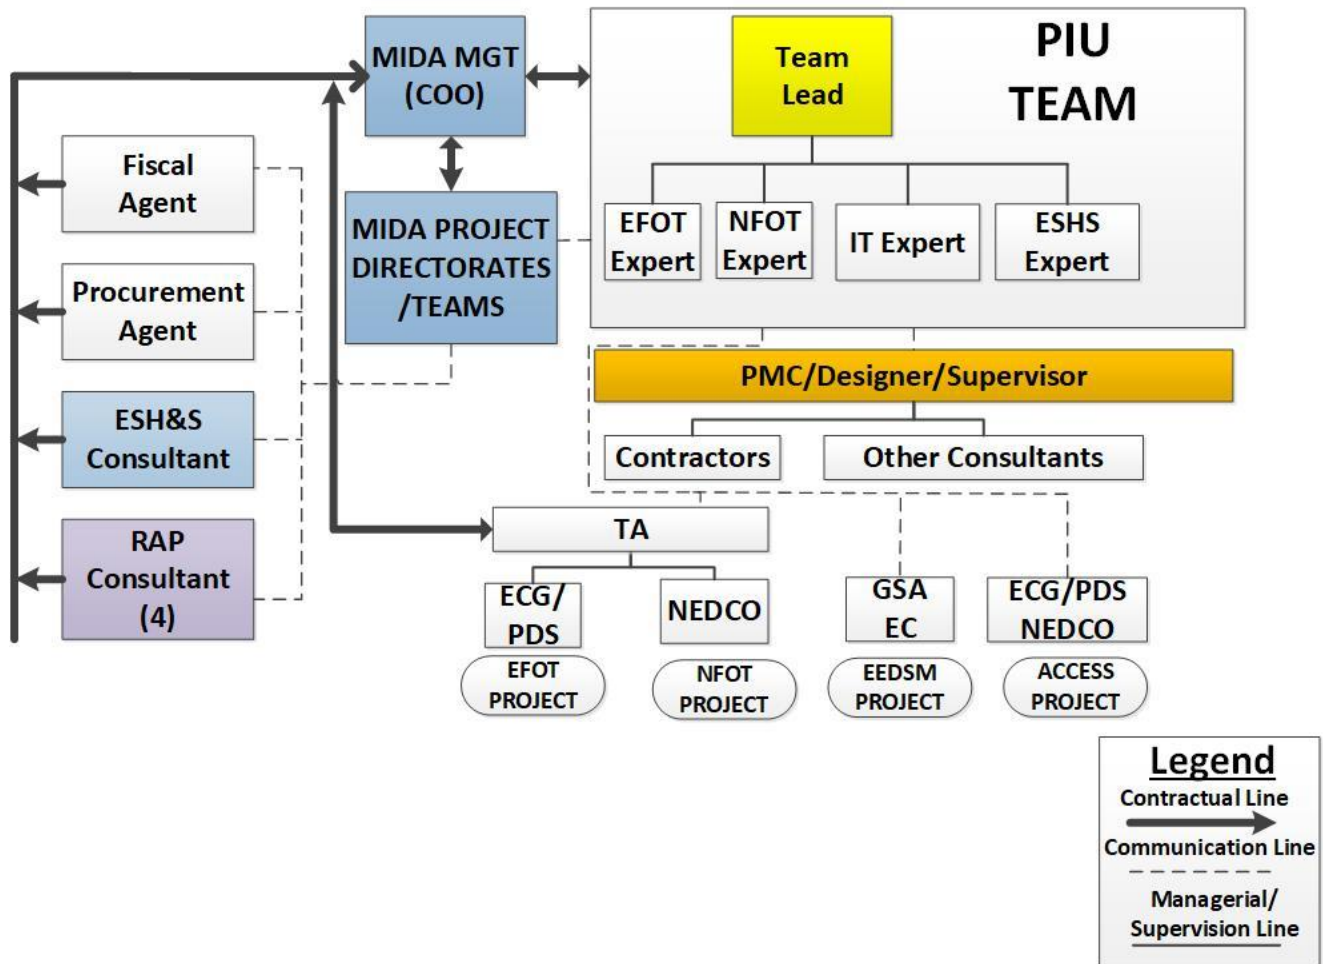 MIDA MGT
(COO)
Team
Lead
PIU
TEAM
Fiscal
Agent
MIDA PROJECT
DIRECTORATES
/TEAMS
EFOT
Expert
NFOT
Expert
IT Expert
ESHS
Expert
Procurement
Agent
PMC/Designer/Supervisor
ESH&S
Consultant
Contractors
Other Consultants
RAP
Consultant
(4)
TA
ECG/
PDS
NEDCO
GSA
EC
ECG/PDS
NEDCO
EFOT
PROJECT
NFOT
PROJECT
EEDSM
PROJECT
ACCESS
PROJECT
Legend
Contractual Line
Communication Line
Managerial/
Supervision Line